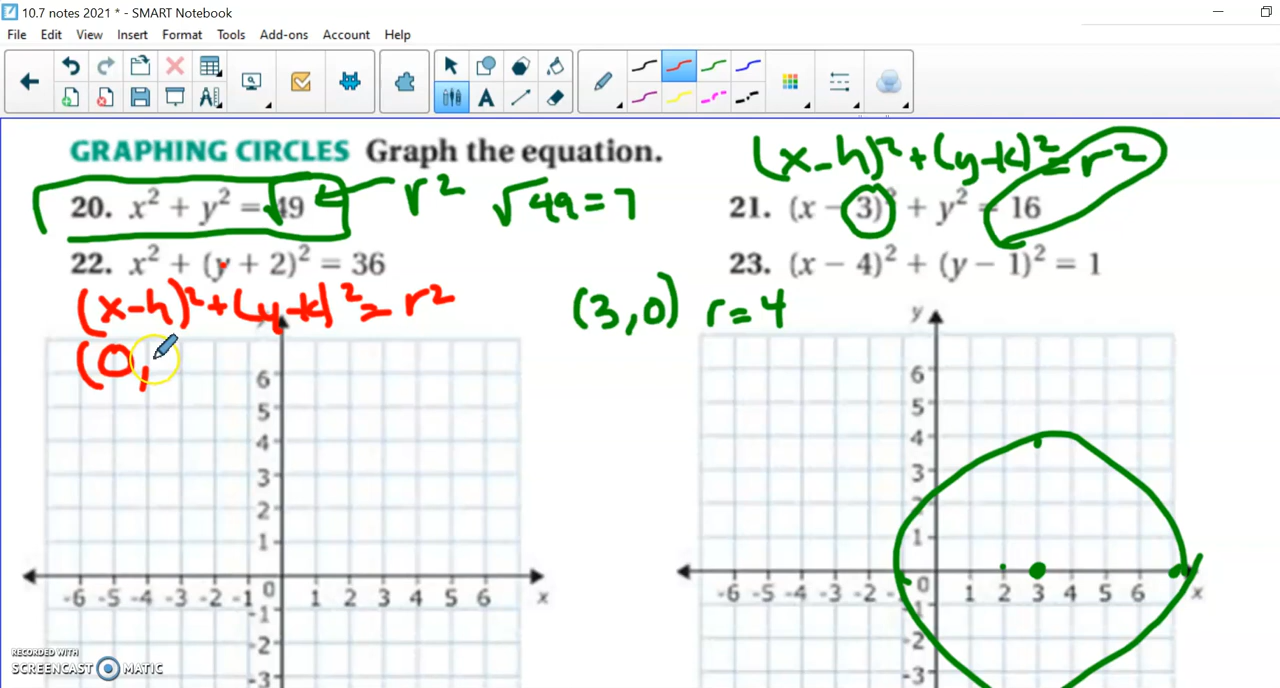 10.7 notes 2021 * - SMART Notebook
File Edit View Insert Format Tools Add-ons Account Help
GRAPHING CIRCLES Graph the equation.
(x-h)²+(y-k)²=r²
20. x² + y² = 49
r²
√49=7
21. (x − 3)² + y² = 16
22. x² + (y + 2)² = 36
23. (x − 4)² + (y − 1)² = 1
(x-h)²+(y-k)²=r²
(0,
(3,0) r=4
6
5
4
3
2
1
-6 -5 -4 -3 -2 -1 0 1 2 3 4 5 6 x
-1
-2
-3
y
6
5
4
3
2
1
-6 -5 -4 -3 -2 - 0 1 2 3 4 5 6 x
-1
-2
-3
RECORDED WITH
SCREENCAST MATIC